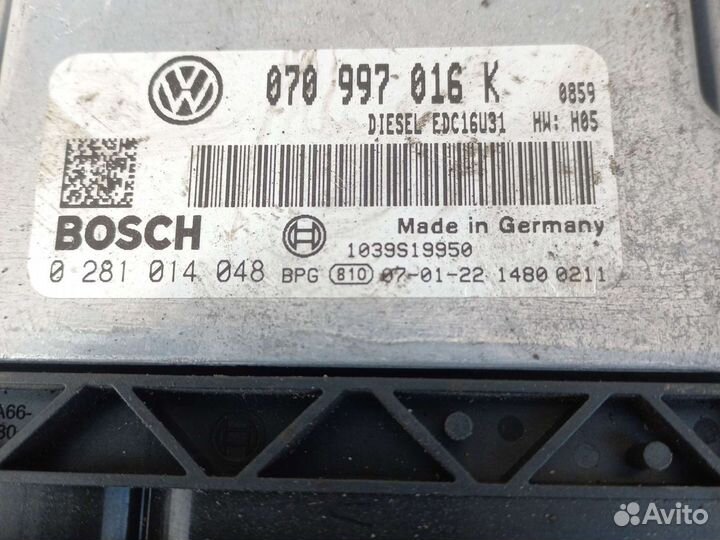 070 997 016 K 0859
DIESEL EDC16U31 HW: H05
BOSCH Made in Germany
1039S19950
0 281 014 048 BPG 810 07-01-22 1480 0211
A66-
Avito